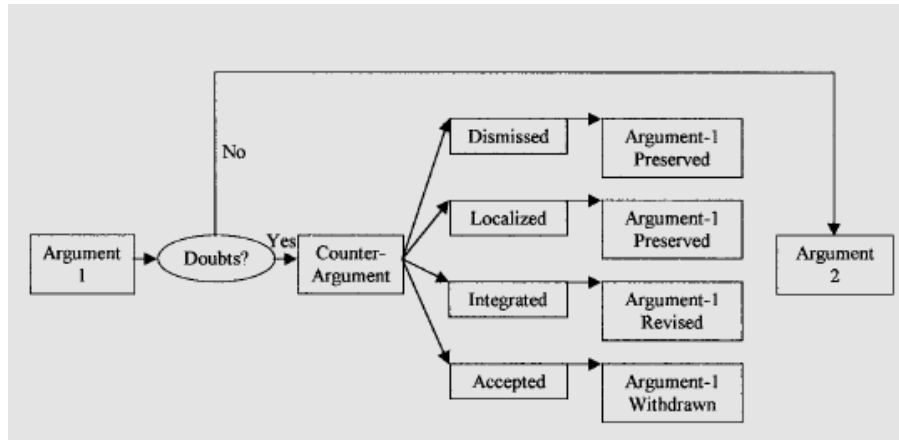 No
Yes
Argument
1
Doubts?
Counter-
Argument
Dismissed
Argument-1
Preserved
Localized
Argument-1
Preserved
Integrated
Argument-1
Revised
Accepted
Argument-1
Withdrawn
Argument
2